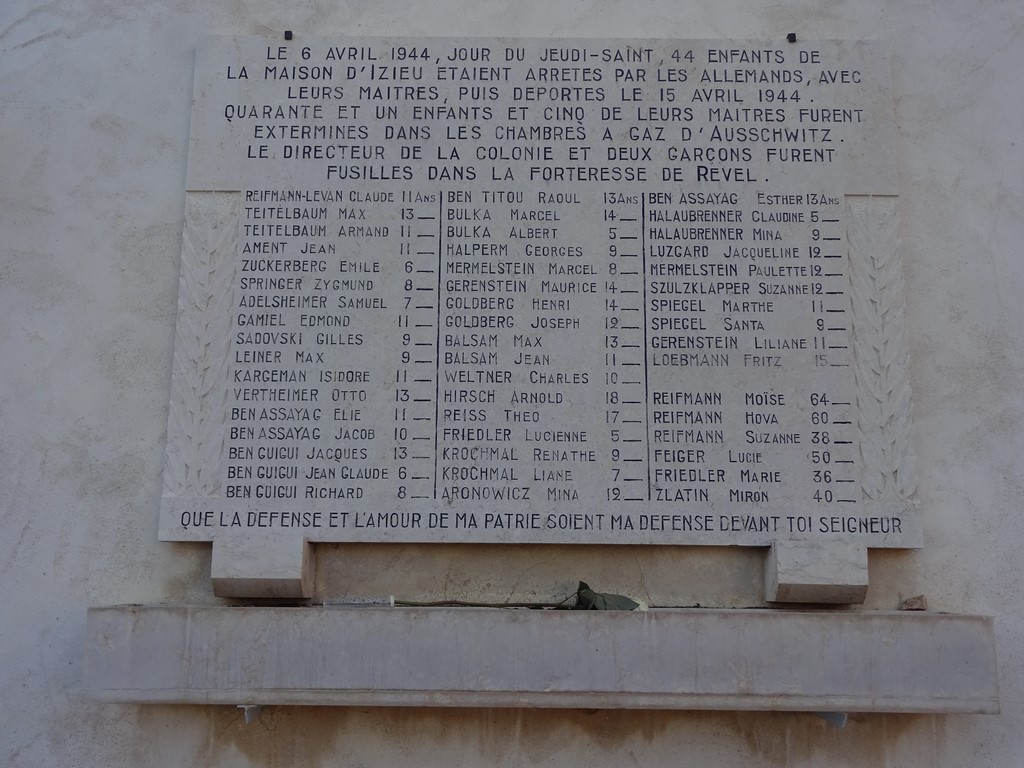 LE 6 AVRIL 1944, JOUR DU JEUDI-SAINT, 44 ENFANTS DE
LA MAISON D'IZIEU ETAIENT ARRETES PAR LES ALLEMANDS, AVEC
LEURS MAITRES, PUIS DEPORTES LE 15 AVRIL 1944.
QUARANTE ET UN ENFANTS ET CINQ DE LEURS MAITRES FURENT
EXTERMINES DANS LES CHAMBRES A GAZ D'AUSSCHWITZ.
LE DIRECTEUR DE LA COLONIE ET DEUX GARÇONS FURENT
FUSILLES DANS LA FORTERESSE DE REVEL.
REIFMANN-LEVAN CLAUDE 11 ANS
TEITELBAUM MAX 13 —
TEITELBAUM ARMAND 11 —
AMENT JEAN 11 —
ZUCKERBERG EMILE 6 —
SPRINGER ZYGMUND 8 —
ADELSHEIMER SAMUEL 7 —
GAMIEL EDMOND 11 —
SADOVSKI GILLES 9 —
LEINER MAX 9 —
KARGEMAN ISIDORE 11 —
VERTHEIMER OTTO 13 —
BEN ASSAYAG ELIE 11 —
BEN ASSAYAG JACOB 10 —
BEN GUIGUI JACQUES 13 —
BEN GUIGUI JEAN CLAUDE 6 —
BEN GUIGUI RICHARD 8 —
BEN TITOU RAOUL 13 ANS
BULKA MARCEL 14 —
BULKA ALBERT 5 —
HALPERM GEORGES 9 —
MERMELSTEIN MARCEL 8 —
GERENSTEIN MAURICE 14 —
GOLDBERG HENRI 14 —
GOLDBERG JOSEPH 12 —
BALSAM MAX 13 —
BALSAM JEAN 11 —
WELTNER CHARLES 10 —
HIRSCH ARNOLD 18 —
REISS THEO 17 —
FRIEDLER LUCIENNE 5 —
KROCHMAL RENATHE 9 —
KROCHMAL LIANE 7 —
ARONOWICZ MINA 12 —
BEN ASSAYAG ESTHER 13 ANS
HALAUBRENNER CLAUDINE 5 —
HALAUBRENNER MINA 9 —
LUZGARD JACQUELINE 12 —
MERMELSTEIN PAULETTE 12 —
SZULZKLAPPER SUZANNE 12 —
SPIEGEL MARTHE 11 —
SPIEGEL SANTA 9 —
GERENSTEIN LILIANE 11 —
LOEBMANN FRITZ 15 —
REIFMANN MOÏSE 64 —
REIFMANN HOVA 60 —
REIFMANN SUZANNE 38 —
FEIGER LUCIE 50 —
FRIEDLER MARIE 36 —
ZLATIN MIRON 40 —
QUE LA DEFENSE ET L'AMOUR DE MA PATRIE SOIENT MA DEFENSE DEVANT TOI SEIGNEUR